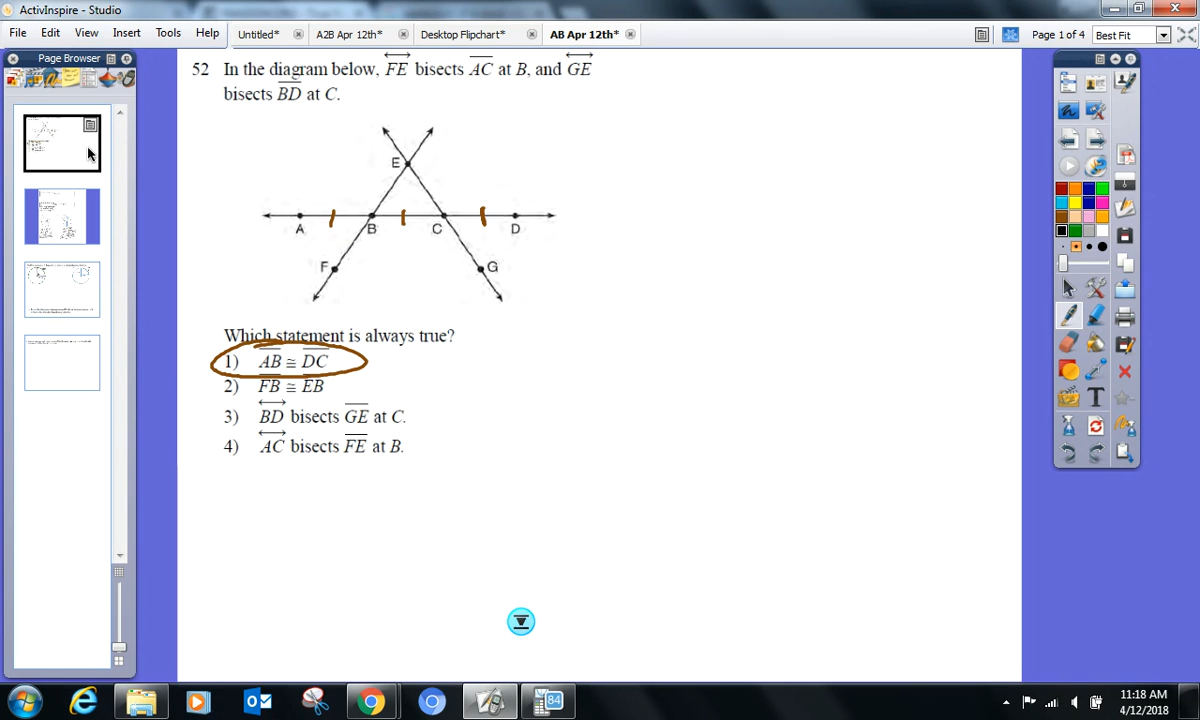 ActivInspire - Studio
File Edit View Insert Tools Help Untitled* A2B Apr 12th* Desktop Flipchart* AB Apr 12th* Page 1 of 4 Best Fit
Page Browser
52 In the diagram below, FE bisects AC at B, and GE
bisects BD at C.
E
A B C D
F G
Which statement is always true?
1) AB ≅ DC
2) FB ≅ EB
3) BD bisects GE at C.
4) AC bisects FE at B.
T
84
11:18 AM
4/12/2018